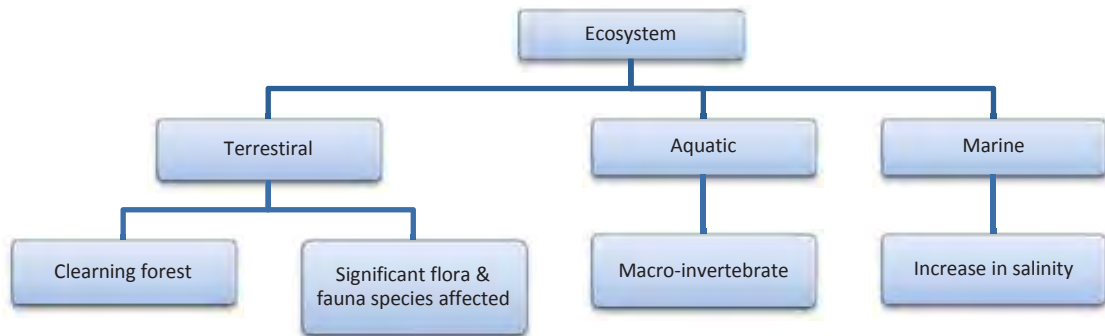 Ecosystem
Terrestiral
Aquatic
Marine
Clearning forest
Significant flora &
fauna species affected
Macro-invertebrate
Increase in salinity